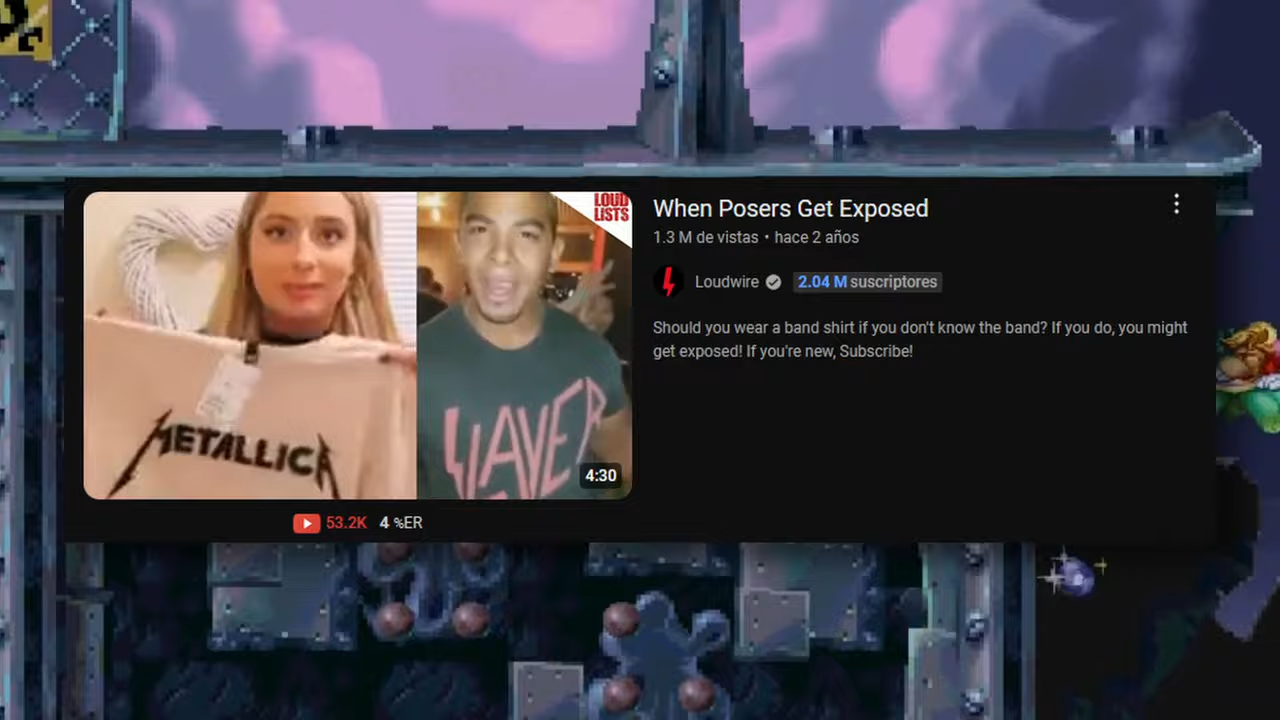 LOUD
LISTS
METALLICA
SLAYER
4:30
When Posers Get Exposed
1.3 M de vistas • hace 2 años
Loudwire 2.04 M suscriptores
Should you wear a band shirt if you don't know the band? If you do, you might
get exposed! If you're new, Subscribe!
53.2K 4 %ER